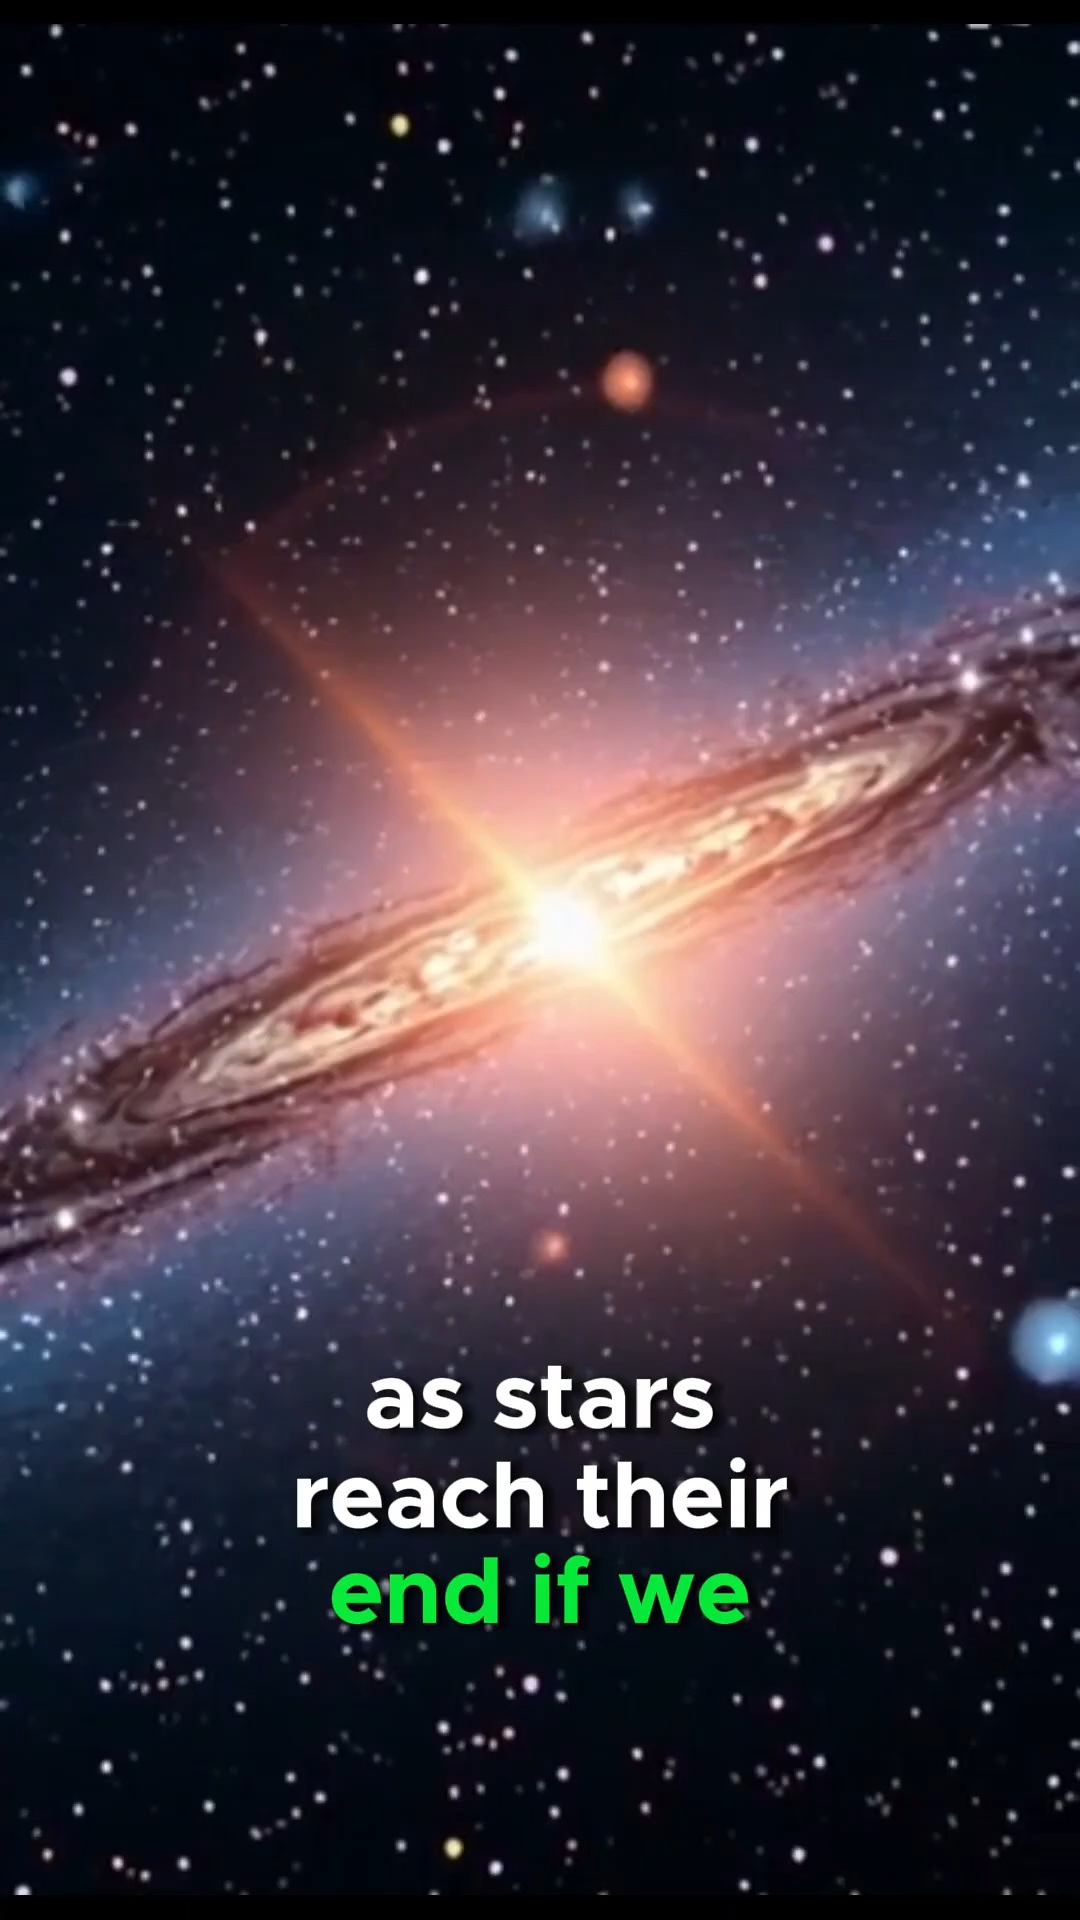 as stars
reach their
end if we